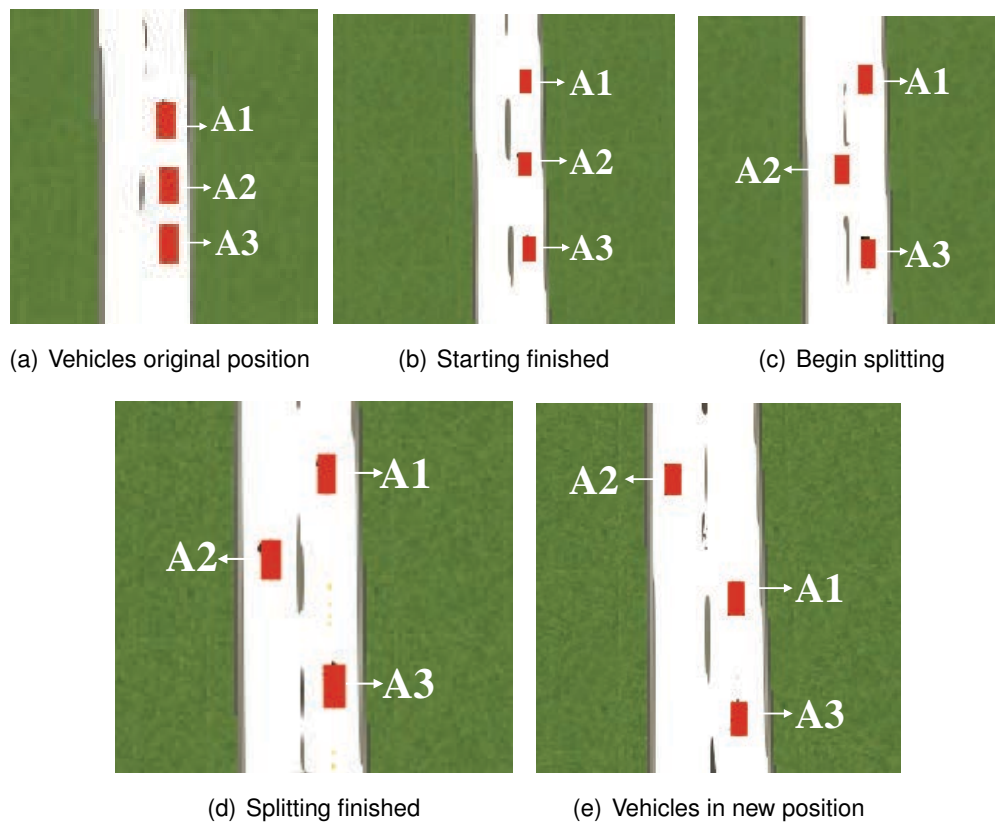 A1
A2
A3
A1
A2
A3
A1
A2
A3
(a) Vehicles original position
(b) Starting finished
(c) Begin splitting
A1
A2
A3
A2
A1
A3
(d) Splitting finished
(e) Vehicles in new position